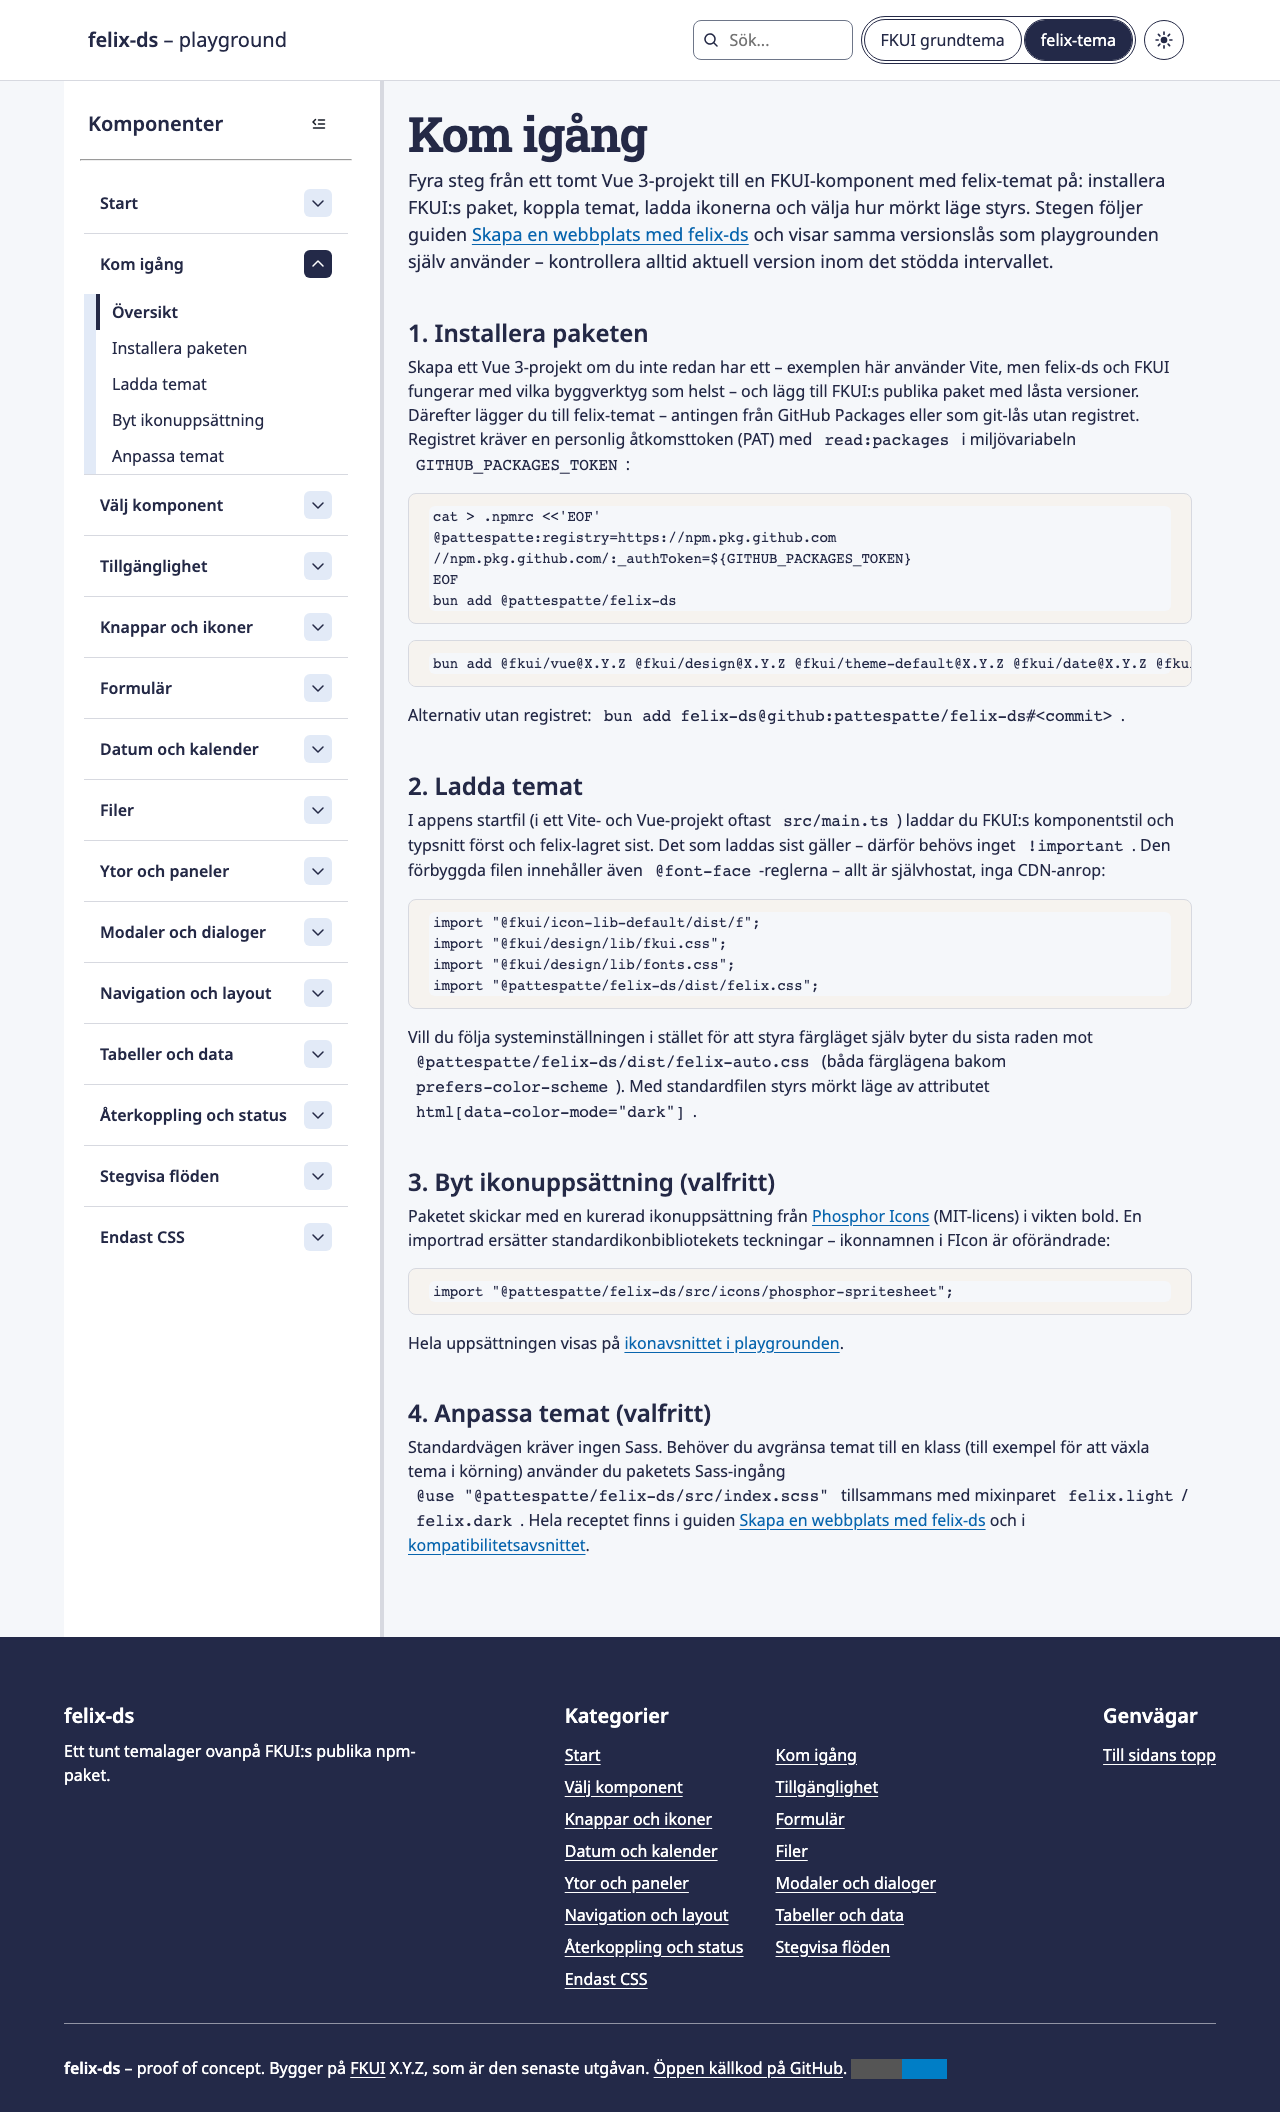 felix-ds – playground
Sök...
FKUI grundtema
felix-tema
Komponenter
Start
Kom igång
Översikt
Installera paketen
Ladda temat
Byt ikonuppsättning
Anpassa temat
Välj komponent
Tillgänglighet
Knappar och ikoner
Formulär
Datum och kalender
Filer
Ytor och paneler
Modaler och dialoger
Navigation och layout
Tabeller och data
Återkoppling och status
Stegvisa flöden
Endast CSS
Kom igång
Fyra steg från ett tomt Vue 3-projekt till en FKUI-komponent med felix-temat på: installera
FKUI:s paket, koppla temat, ladda ikonerna och välja hur mörkt läge styrs. Stegen följer
guiden Skapa en webbplats med felix-ds och visar samma versionslås som playgrounden
själv använder – kontrollera alltid aktuell version inom det stödda intervallet.
1. Installera paketen
Skapa ett Vue 3-projekt om du inte redan har ett – exemplen här använder Vite, men felix-ds och FKUI
fungerar med vilka byggverktyg som helst – och lägg till FKUI:s publika paket med låsta versioner.
Därefter lägger du till felix-temat – antingen från GitHub Packages eller som git-lås utan registret.
Registret kräver en personlig åtkomsttoken (PAT) med read:packages i miljövariabeln
GITHUB_PACKAGES_TOKEN :
cat > .npmrc <<'EOF'
@pattespatte:registry=https://npm.pkg.github.com
//npm.pkg.github.com/:_authToken=${GITHUB_PACKAGES_TOKEN}
EOF
bun add @pattespatte/felix-ds
bun add @fkui/vue@X.Y.Z @fkui/design@X.Y.Z @fkui/theme-default@X.Y.Z @fkui/date@X.Y.Z @fkui
Alternativ utan registret: bun add felix-ds@github:pattespatte/felix-ds#<commit> .
2. Ladda temat
I appens startfil (i ett Vite- och Vue-projekt oftast src/main.ts ) laddar du FKUI:s komponentstil och
typsnitt först och felix-lagret sist. Det som laddas sist gäller – därför behövs inget !important . Den
förbyggda filen innehåller även @font-face -reglerna – allt är självhostat, inga CDN-anrop:
import "@fkui/icon-lib-default/dist/f";
import "@fkui/design/lib/fkui.css";
import "@fkui/design/lib/fonts.css";
import "@pattespatte/felix-ds/dist/felix.css";
Vill du följa systeminställningen i stället för att styra färgläget själv byter du sista raden mot
@pattespatte/felix-ds/dist/felix-auto.css (båda färglägena bakom
prefers-color-scheme ). Med standardfilen styrs mörkt läge av attributet
html[data-color-mode="dark"] .
3. Byt ikonuppsättning (valfritt)
Paketet skickar med en kurerad ikonuppsättning från Phosphor Icons (MIT-licens) i vikten bold. En
importrad ersätter standardikonbibliotekets teckningar – ikonnamnen i FIcon är oförändrade:
import "@pattespatte/felix-ds/src/icons/phosphor-spritesheet";
Hela uppsättningen visas på ikonavsnittet i playgrounden.
4. Anpassa temat (valfritt)
Standardvägen kräver ingen Sass. Behöver du avgränsa temat till en klass (till exempel för att växla
tema i körning) använder du paketets Sass-ingång
@use "@pattespatte/felix-ds/src/index.scss" tillsammans med mixinparet felix.light /
felix.dark . Hela receptet finns i guiden Skapa en webbplats med felix-ds och i
kompatibilitetsavsnittet.
felix-ds
Ett tunt temalager ovanpå FKUI:s publika npm-
paket.
Kategorier
Start
Kom igång
Välj komponent
Tillgänglighet
Knappar och ikoner
Formulär
Datum och kalender
Filer
Ytor och paneler
Modaler och dialoger
Navigation och layout
Tabeller och data
Återkoppling och status
Stegvisa flöden
Endast CSS
Genvägar
Till sidans topp
felix-ds – proof of concept. Bygger på FKUI X.Y.Z, som är den senaste utgåvan. Öppen källkod på GitHub.